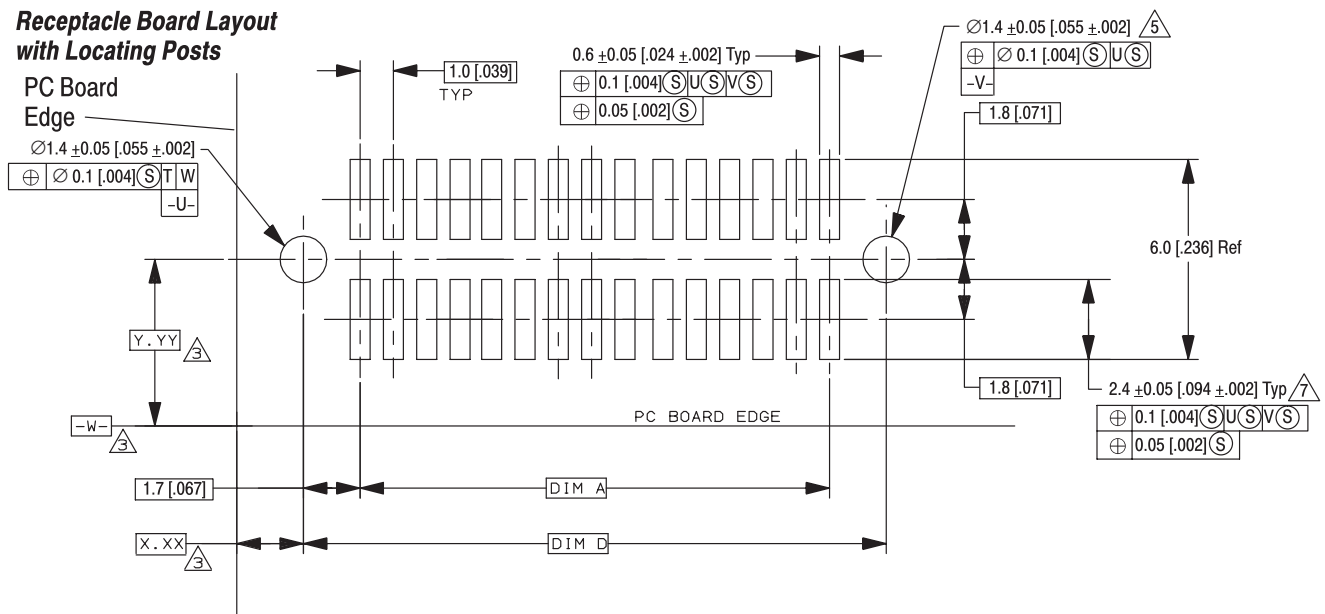 Receptacle Board Layout
with Locating Posts
PC Board
Edge
Ø1.4 ±0.05 [.055 ±.002]
⌖ Ø 0.1 [.004] Ⓢ T W
-U-
1.0 [.039]
TYP
0.6 ±0.05 [.024 ±.002] Typ
⌖ 0.1 [.004] Ⓢ U Ⓢ V Ⓢ
⌖ 0.05 [.002] Ⓢ
Ø1.4 ±0.05 [.055 ±.002] 5
⌖ Ø 0.1 [.004] Ⓢ U Ⓢ
-V-
1.8 [.071]
6.0 [.236] Ref
Y.YY 3
1.8 [.071]
2.4 ±0.05 [.094 ±.002] Typ 7
⌖ 0.1 [.004] Ⓢ U Ⓢ V Ⓢ
⌖ 0.05 [.002] Ⓢ
-W- 3
PC BOARD EDGE
1.7 [.067]
DIM A
X.XX 3
DIM D